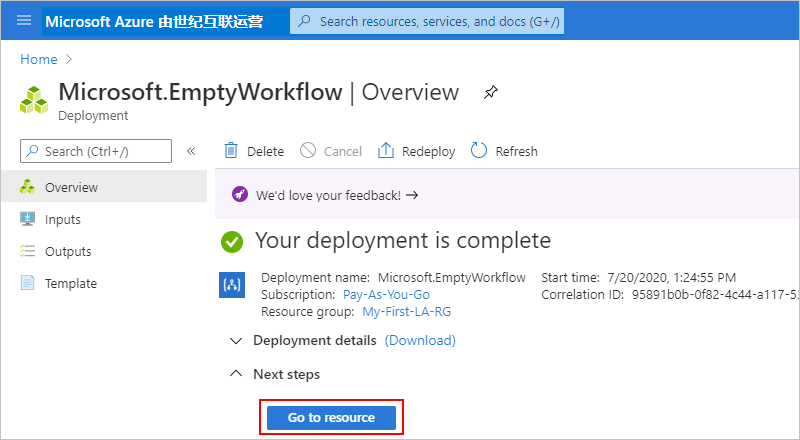 Microsoft Azure 由世纪互联运营
Search resources, services, and docs (G+/)
Home
Microsoft.EmptyWorkflow | Overview
Deployment
Search (Ctrl+/)
«
Delete
Cancel
Redeploy
Refresh
Overview
Inputs
Outputs
Template
We'd love your feedback! →
Your deployment is complete
Deployment name: Microsoft.EmptyWorkflow
Subscription: Pay-As-You-Go
Resource group: My-First-LA-RG
Start time: 7/20/2020, 1:24:55 PM
Correlation ID: 95891b0b-0f82-4c44-a117-53
Deployment details (Download)
Next steps
Go to resource